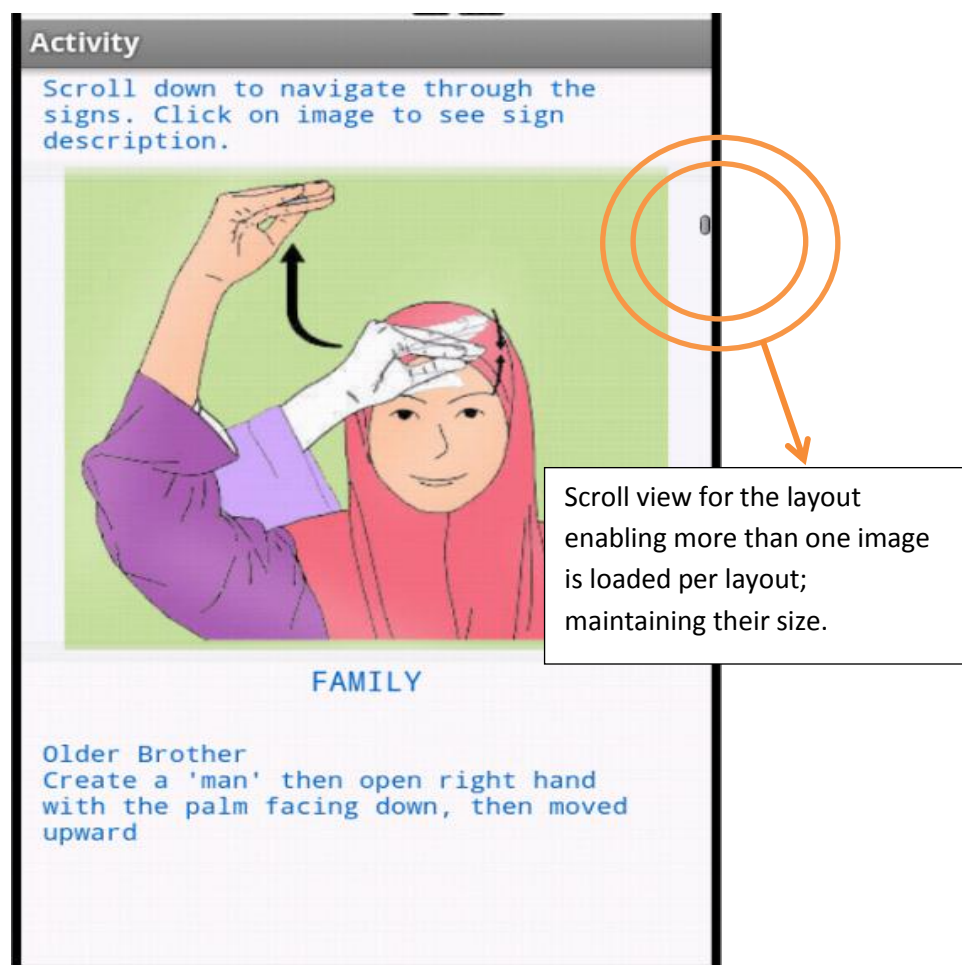 Activity
Scroll down to navigate through the
signs. Click on image to see sign
description.
Scroll view for the layout
enabling more than one image
is loaded per layout;
maintaining their size.
FAMILY
Older Brother
Create a 'man' then open right hand
with the palm facing down, then moved
upward